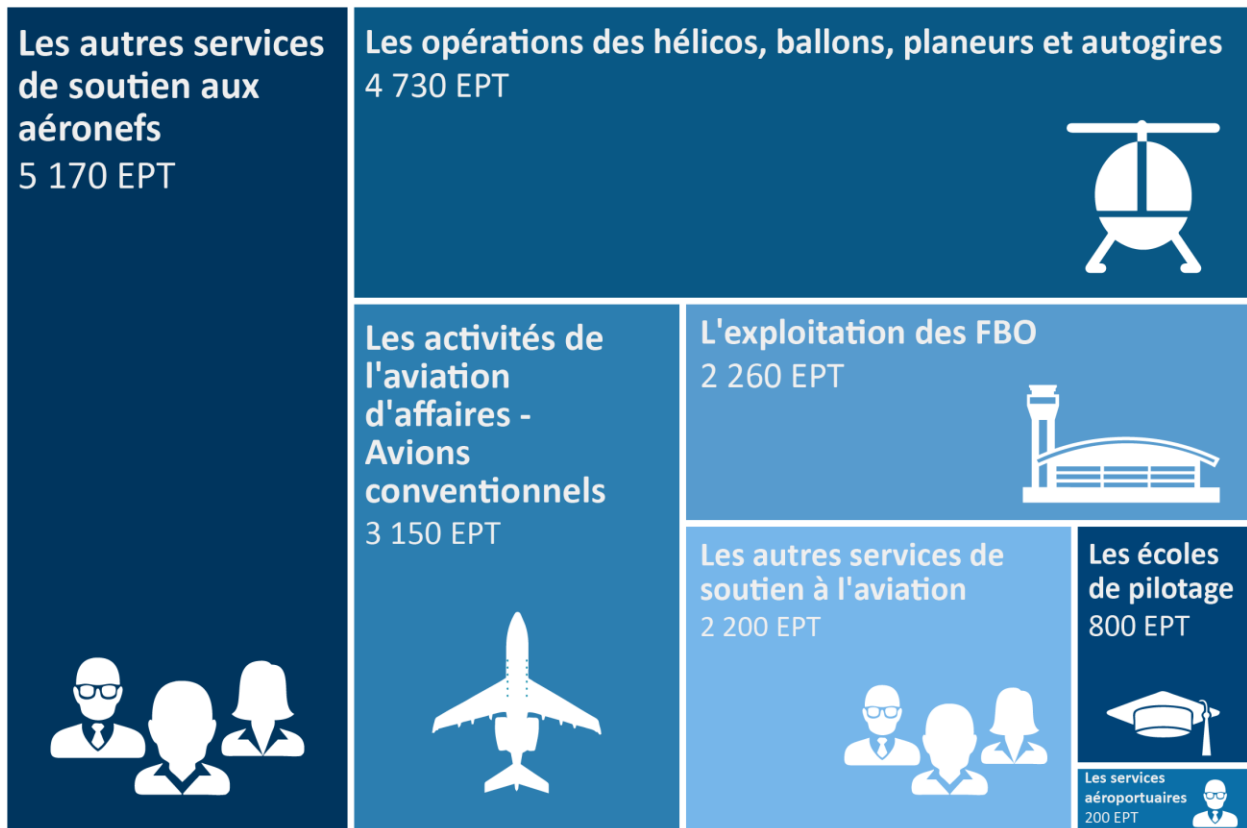 Les autres services
de soutien aux
aéronefs
5 170 EPT
Les opérations des hélicos, ballons, planeurs et autogires
4 730 EPT
Les activités de
l'aviation
d'affaires -
Avions
conventionnels
3 150 EPT
L'exploitation des FBO
2 260 EPT
Les autres services de
soutien à l'aviation
2 200 EPT
Les écoles
de pilotage
800 EPT
Les services
aéroportuaires
200 EPT